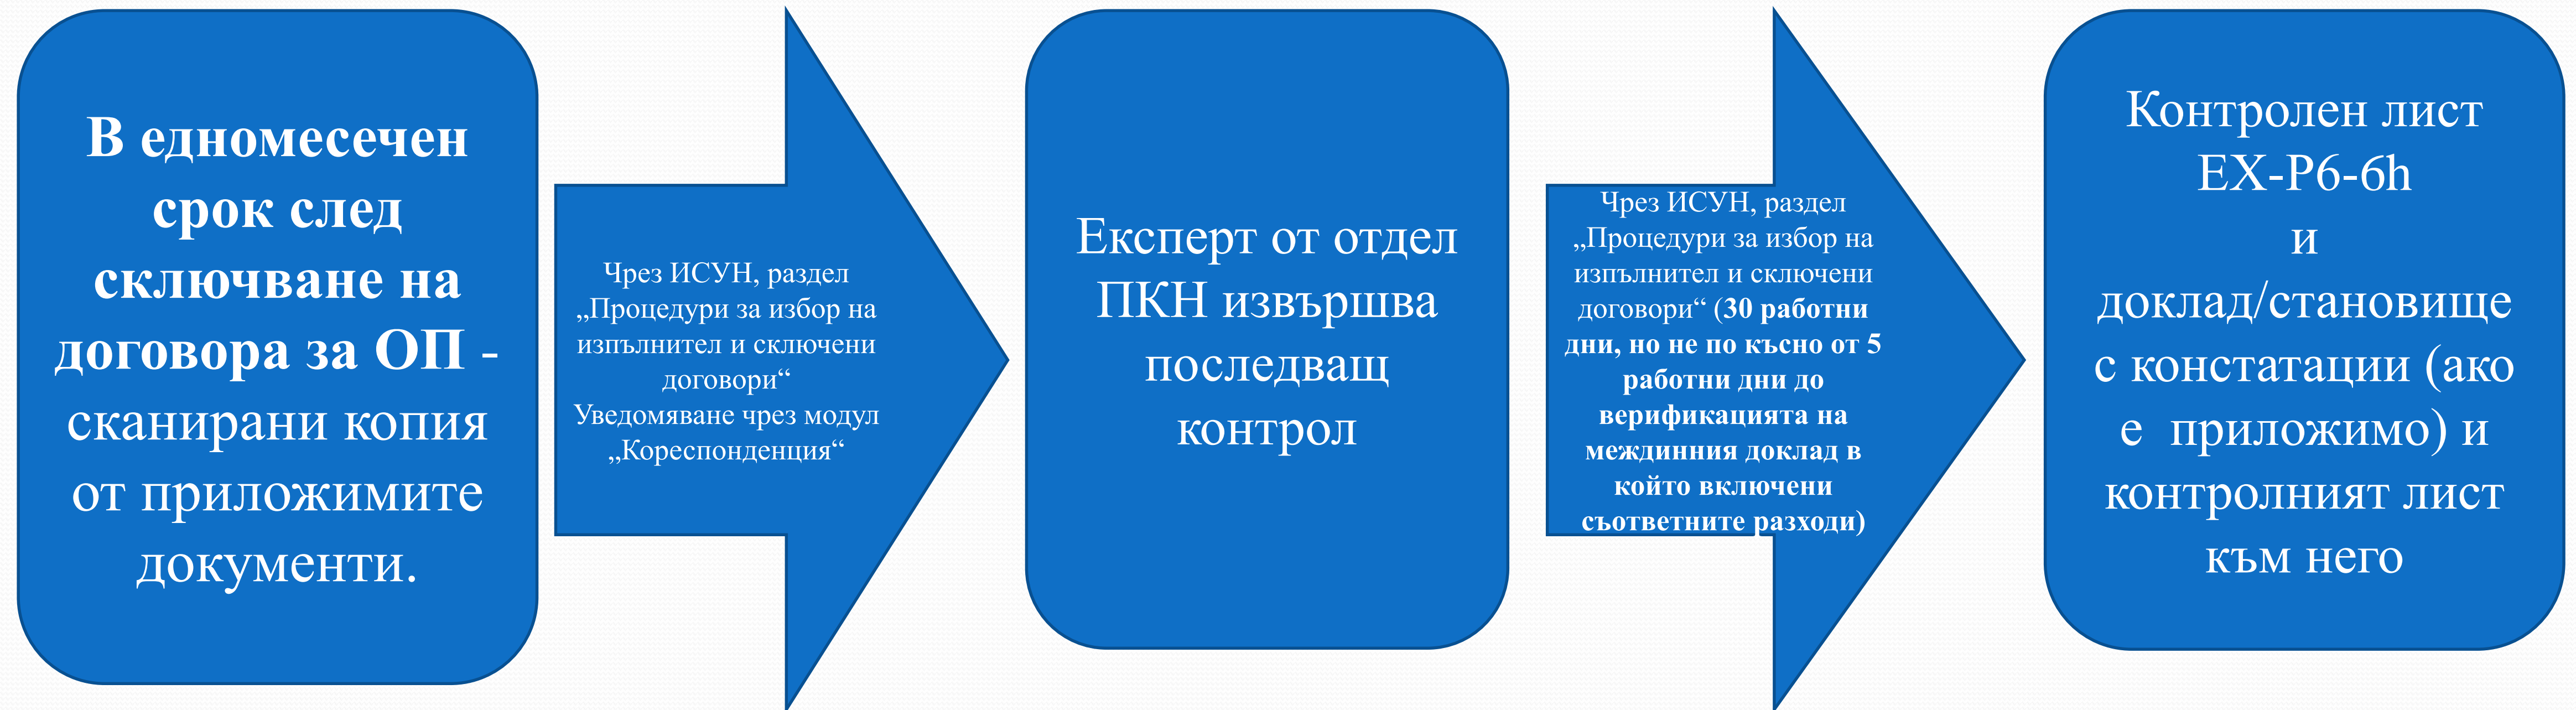 В едномесечен
срок след
сключване на
договора за ОП -
сканирани копия
от приложимите
документи.
Чрез ИСУН, раздел
„Процедури за избор на
изпълнител и сключени
договори“
Уведомяване чрез модул
„Кореспонденция“
Експерт от отдел
ПКН извършва
последващ
контрол
Чрез ИСУН, раздел
„Процедури за избор на
изпълнител и сключени
договори“ (30 работни
дни, но не по късно от 5
работни дни до
верификацията на
междинния доклад в
който включени
съответните разходи)
Контролен лист
EX-P6-6h
и
доклад/становище
с констатации (ако
е  приложимо) и
контролният лист
към него